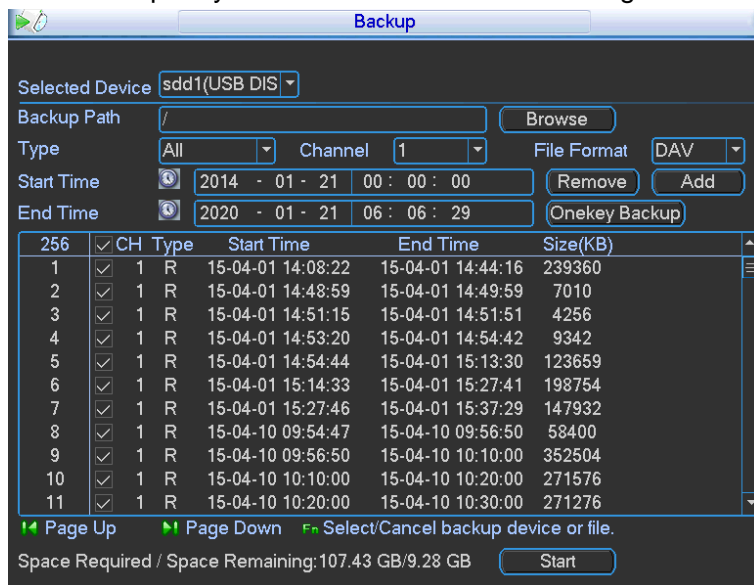 Backup
Selected Device sdd1(USB DIS
Backup Path / Browse
Type All Channel 1 File Format DAV
Start Time 2014 - 01 - 21 00 : 00 : 00 Remove Add
End Time 2020 - 01 - 21 06 : 06 : 29 Onekey Backup
256 CH Type Start Time End Time Size(KB)
1 1 R 15-04-01 14:08:22 15-04-01 14:44:16 239360
2 1 R 15-04-01 14:48:59 15-04-01 14:49:59 7010
3 1 R 15-04-01 14:51:15 15-04-01 14:51:51 4256
4 1 R 15-04-01 14:53:20 15-04-01 14:54:42 9342
5 1 R 15-04-01 14:54:44 15-04-01 15:13:30 123659
6 1 R 15-04-01 15:14:33 15-04-01 15:27:41 198754
7 1 R 15-04-01 15:27:46 15-04-01 15:37:29 147932
8 1 R 15-04-10 09:54:47 15-04-10 09:56:50 58400
9 1 R 15-04-10 09:56:50 15-04-10 10:10:00 352504
10 1 R 15-04-10 10:10:00 15-04-10 10:20:00 271576
11 1 R 15-04-10 10:20:00 15-04-10 10:30:00 271276
Page Up Page Down Fn Select/Cancel backup device or file.
Space Required / Space Remaining:107.43 GB/9.28 GB Start